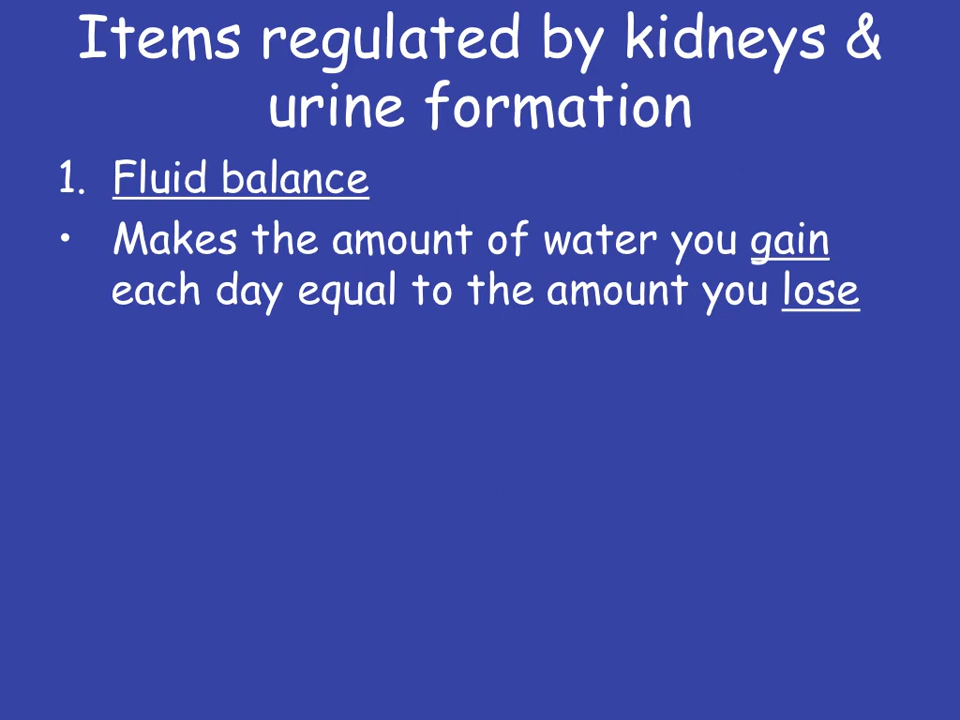 Items regulated by kidneys &
urine formation
1. Fluid balance
• Makes the amount of water you gain
each day equal to the amount you lose